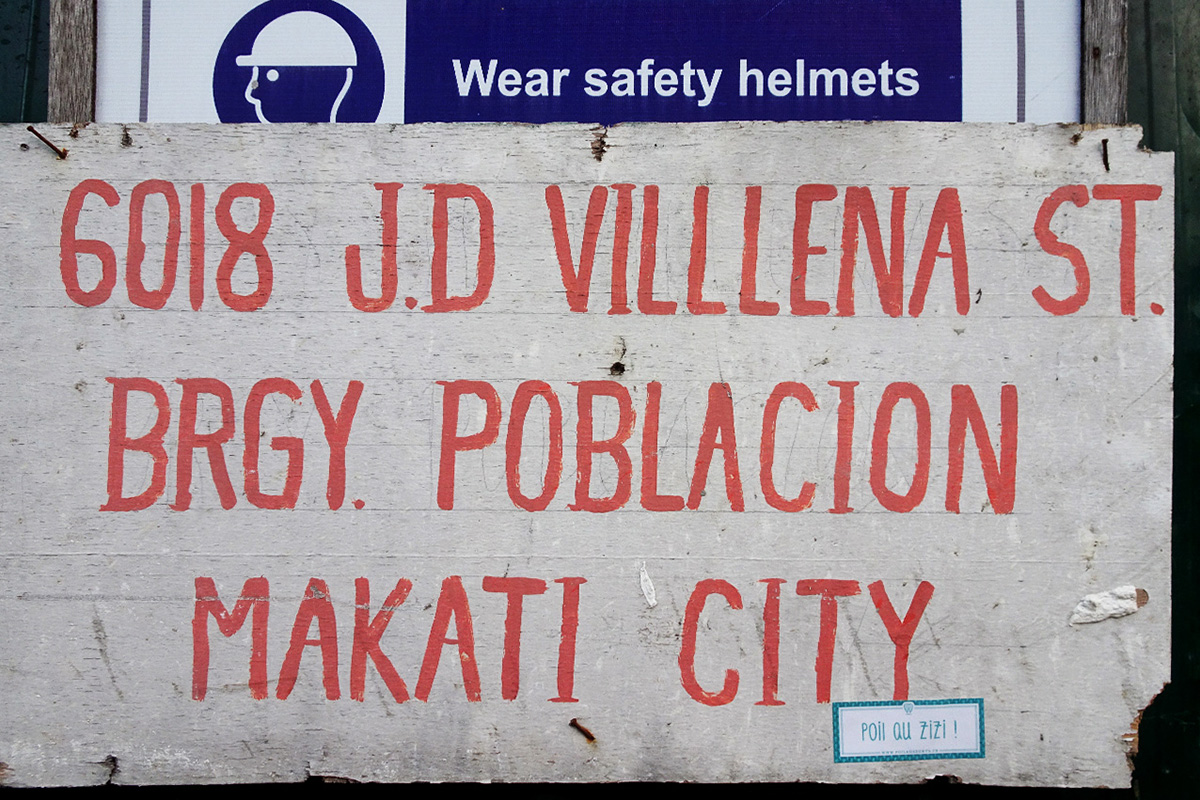 Wear safety helmets
6018 J.D VILLLENA ST.
BRGY. POBLACION
MAKATI CITY
POIL AU ZIZI !